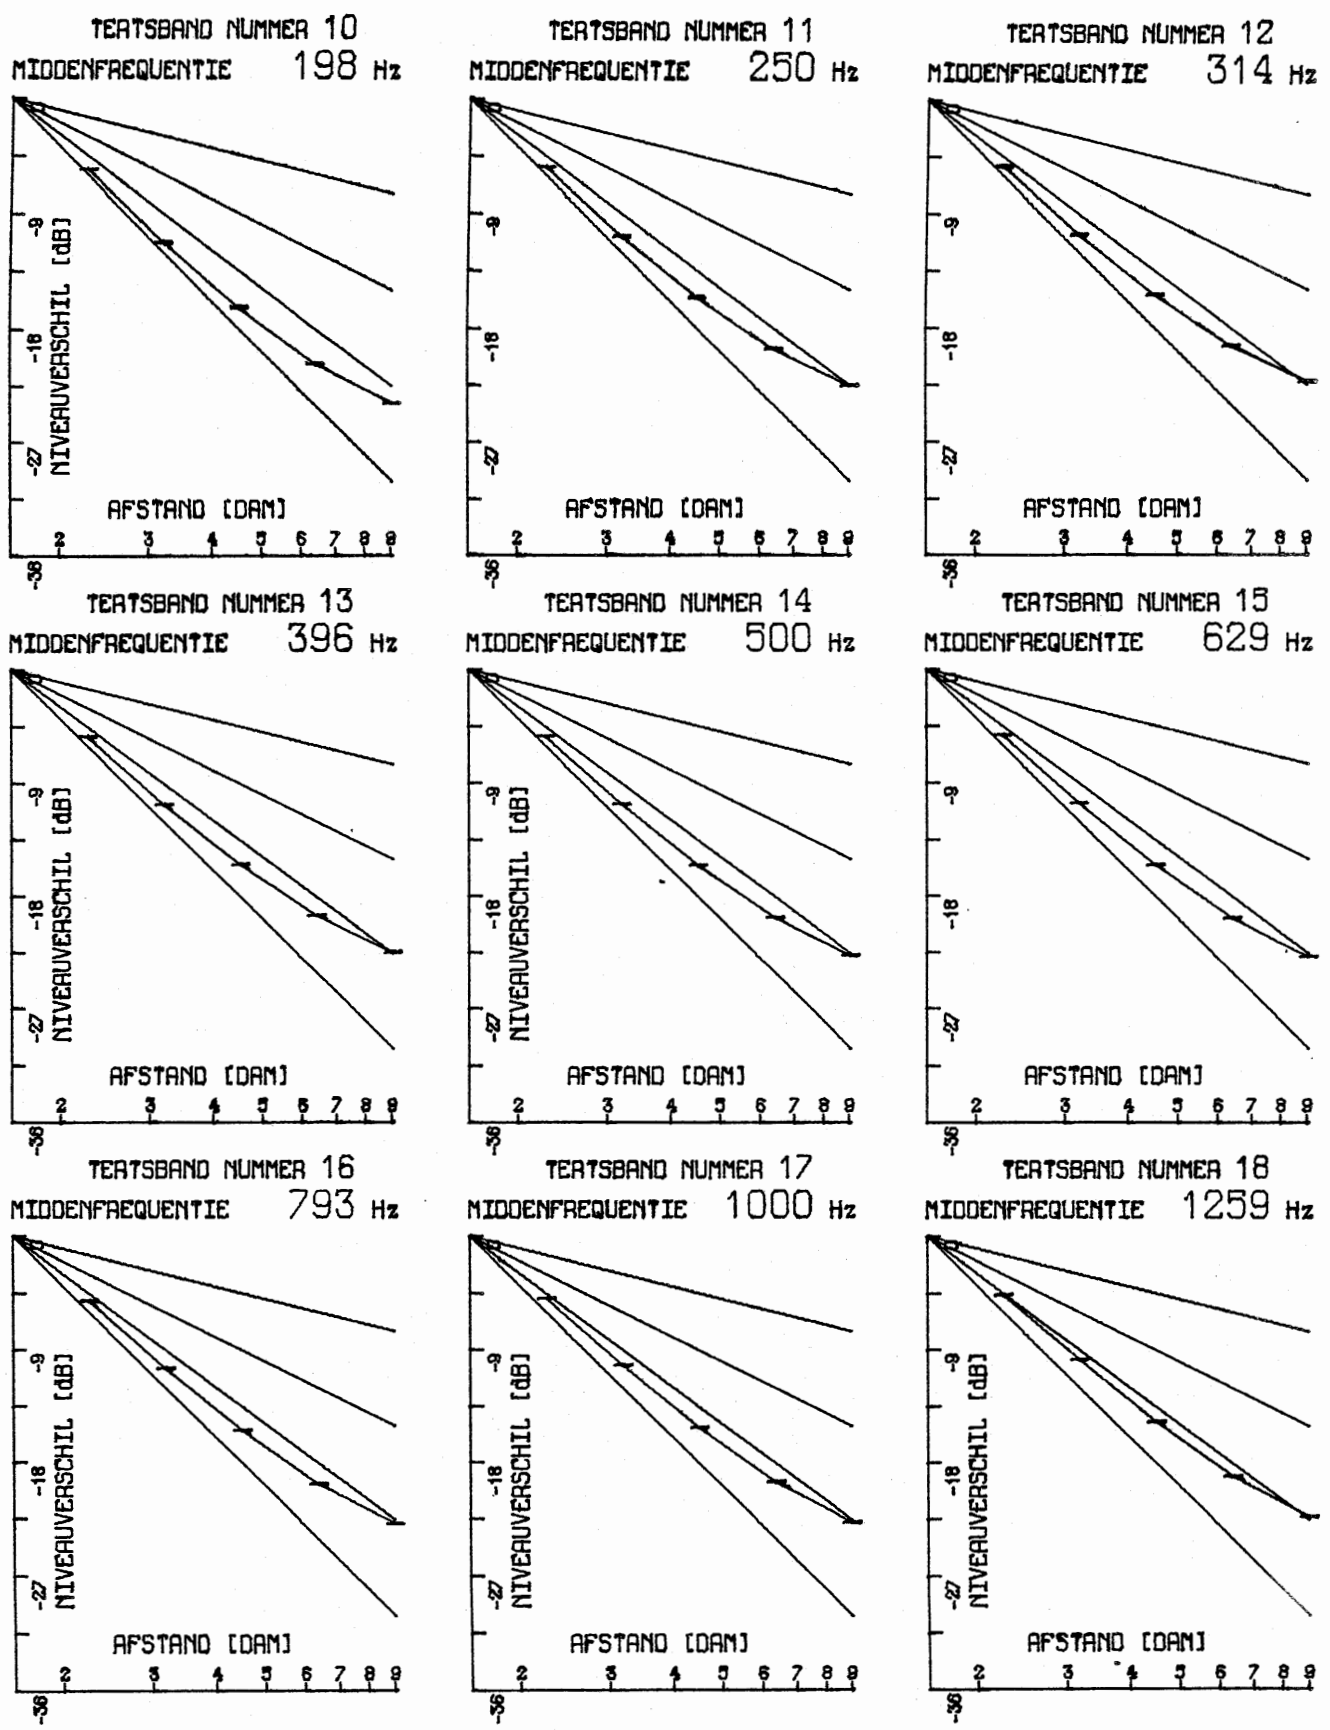 TERTSBAND NUMMER 10
MIDDENFREQUENTIE 198 Hz
-9
-18
-27
-36
NIVEAUVERSCHIL [dB]
AFSTAND [DAM]
2 3 4 5 6 7 8 9
TERTSBAND NUMMER 11
MIDDENFREQUENTIE 250 Hz
-9
-18
-27
-36
AFSTAND [DAM]
2 3 4 5 6 7 8 9
TERTSBAND NUMMER 12
MIDDENFREQUENTIE 314 Hz
-9
-18
-27
-36
AFSTAND [DAM]
2 3 4 5 6 7 8 9
TERTSBAND NUMMER 13
MIDDENFREQUENTIE 396 Hz
-9
-18
-27
-36
NIVEAUVERSCHIL [dB]
AFSTAND [DAM]
2 3 4 5 6 7 8 9
TERTSBAND NUMMER 14
MIDDENFREQUENTIE 500 Hz
-9
-18
-27
-36
NIVEAUVERSCHIL [dB]
AFSTAND [DAM]
2 3 4 5 6 7 8 9
TERTSBAND NUMMER 15
MIDDENFREQUENTIE 629 Hz
-9
-18
-27
-36
AFSTAND [DAM]
2 3 4 5 6 7 8 9
TERTSBAND NUMMER 16
MIDDENFREQUENTIE 793 Hz
-9
-18
-27
-36
NIVEAUVERSCHIL [dB]
AFSTAND [DAM]
2 3 4 5 6 7 8 9
TERTSBAND NUMMER 17
MIDDENFREQUENTIE 1000 Hz
-9
-18
-27
-36
NIVEAUVERSCHIL [dB]
AFSTAND [DAM]
2 3 4 5 6 7 8 9
TERTSBAND NUMMER 18
MIDDENFREQUENTIE 1259 Hz
-9
-18
-27
-36
NIVEAUVERSCHIL [dB]
AFSTAND [DAM]
2 3 4 5 6 7 8 9